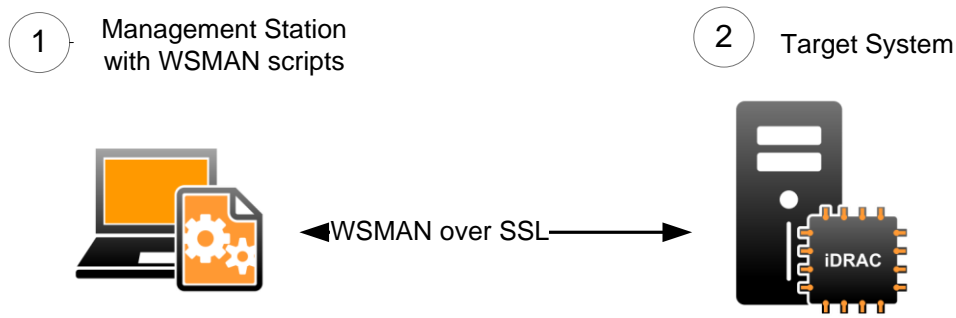 1
Management Station
with WSMAN scripts
2
Target System
WSMAN over SSL
iDRAC